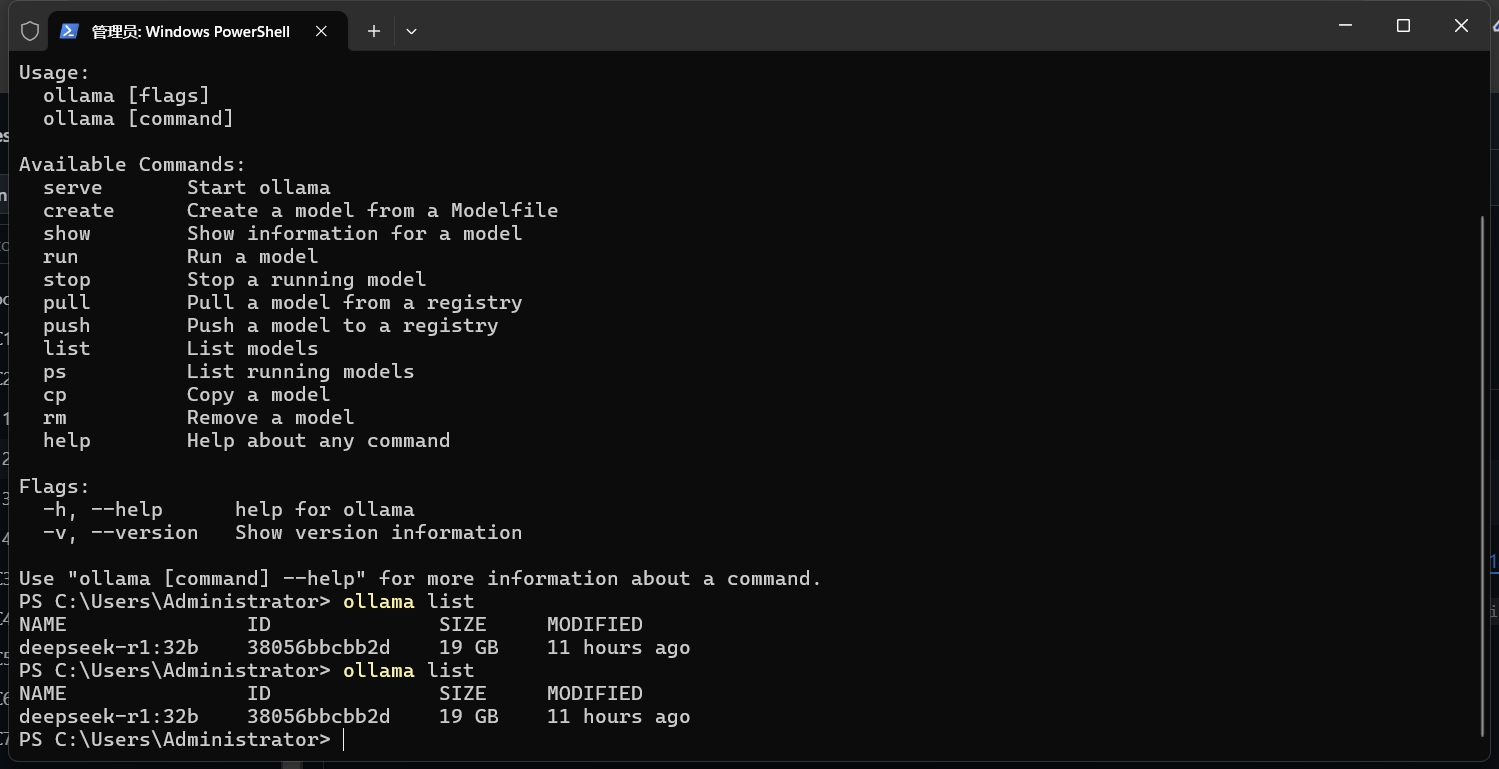 管理员: Windows PowerShell
Usage:
  ollama [flags]
  ollama [command]
Available Commands:
  serve       Start ollama
  create      Create a model from a Modelfile
  show        Show information for a model
  run         Run a model
  stop        Stop a running model
  pull        Pull a model from a registry
  push        Push a model to a registry
  list        List models
  ps          List running models
  cp          Copy a model
  rm          Remove a model
  help        Help about any command
Flags:
  -h, --help      help for ollama
  -v, --version   Show version information
Use "ollama [command] --help" for more information about a command.
PS C:\Users\Administrator> ollama list
NAME               ID              SIZE     MODIFIED
deepseek-r1:32b    38056bbcbb2d    19 GB    11 hours ago
PS C:\Users\Administrator> ollama list
NAME               ID              SIZE     MODIFIED
deepseek-r1:32b    38056bbcbb2d    19 GB    11 hours ago
PS C:\Users\Administrator>